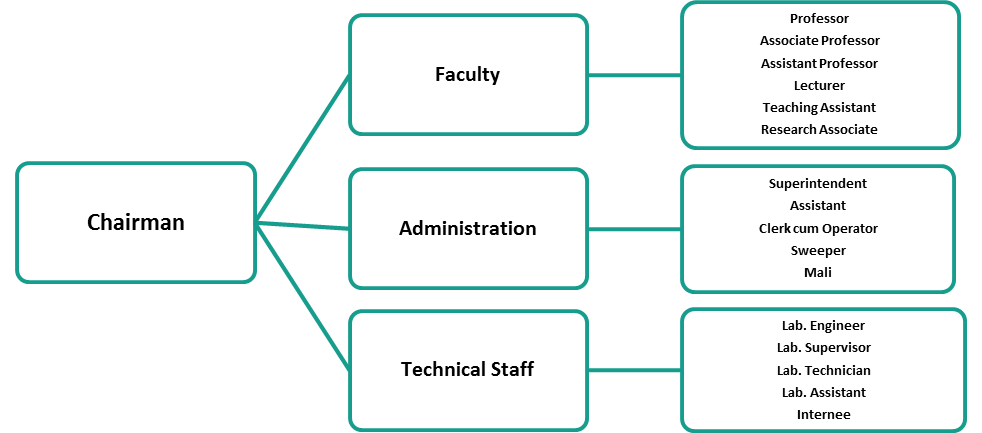 Chairman
Faculty
Professor
Associate Professor
Assistant Professor
Lecturer
Teaching Assistant
Research Associate
Administration
Superintendent
Assistant
Clerk cum Operator
Sweeper
Mali
Technical Staff
Lab. Engineer
Lab. Supervisor
Lab. Technician
Lab. Assistant
Internee